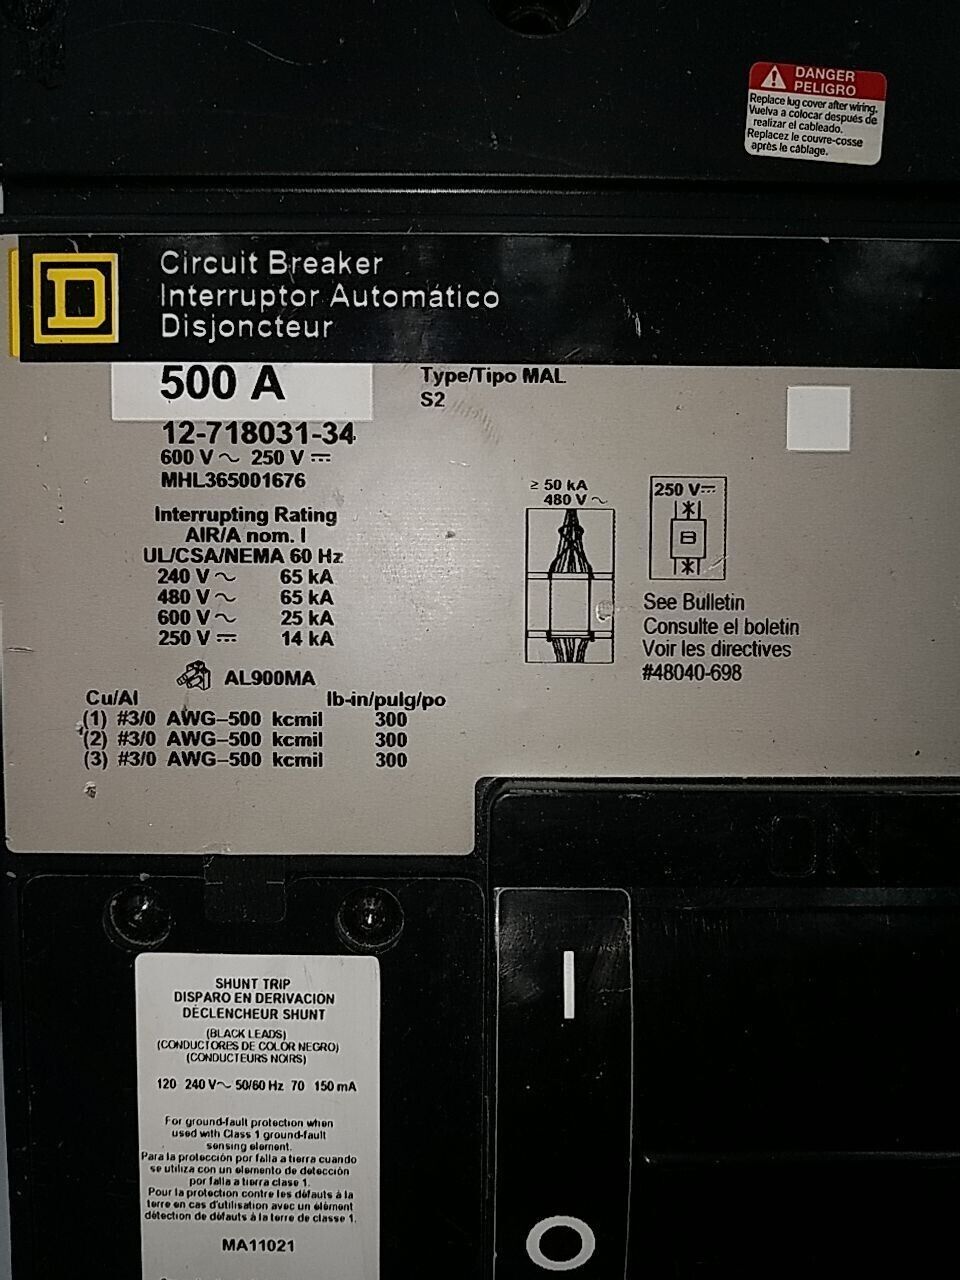 DANGER
PELIGRO
Replace lug cover after wiring.
Vuelva a colocar después de
realizar el cableado.
Replacez le couvre-cosse
après le câblage.
D
Circuit Breaker
Interruptor Automático
Disjoncteur
500 A
Type/Tipo MAL
S2
12-718031-34
600 V ~ 250 V ⎓
MHL365001676
Interrupting Rating
AIR/A nom. I
UL/CSA/NEMA 60 Hz
240 V ~ 65 kA
480 V ~ 65 kA
600 V ~ 25 kA
250 V ⎓ 14 kA
AL900MA
Cu/Al lb-in/pulg/po
(1) #3/0 AWG–500 kcmil 300
(2) #3/0 AWG–500 kcmil 300
(3) #3/0 AWG–500 kcmil 300
≥ 50 kA
480 V ~
250 V ⎓
See Bulletin
Consulte el boletin
Voir les directives
#48040-698
ON
SHUNT TRIP
DISPARO EN DERIVACIÓN
DÉCLENCHEUR SHUNT
(BLACK LEADS)
(CONDUCTORES DE COLOR NEGRO)
(CONDUCTEURS NOIRS)
120 240 V~ 50/60 Hz 70 150 mA
For ground-fault protection when
used with Class 1 ground-fault
sensing element.
Para la protección por falla a tierra cuando
se utiliza con un elemento de detección
por falla a tierra clase 1.
Pour la protection contre les défauts à la
terre en cas d'utilisation avec un élément
détection de défauts à la terre de classe 1.
MA11021